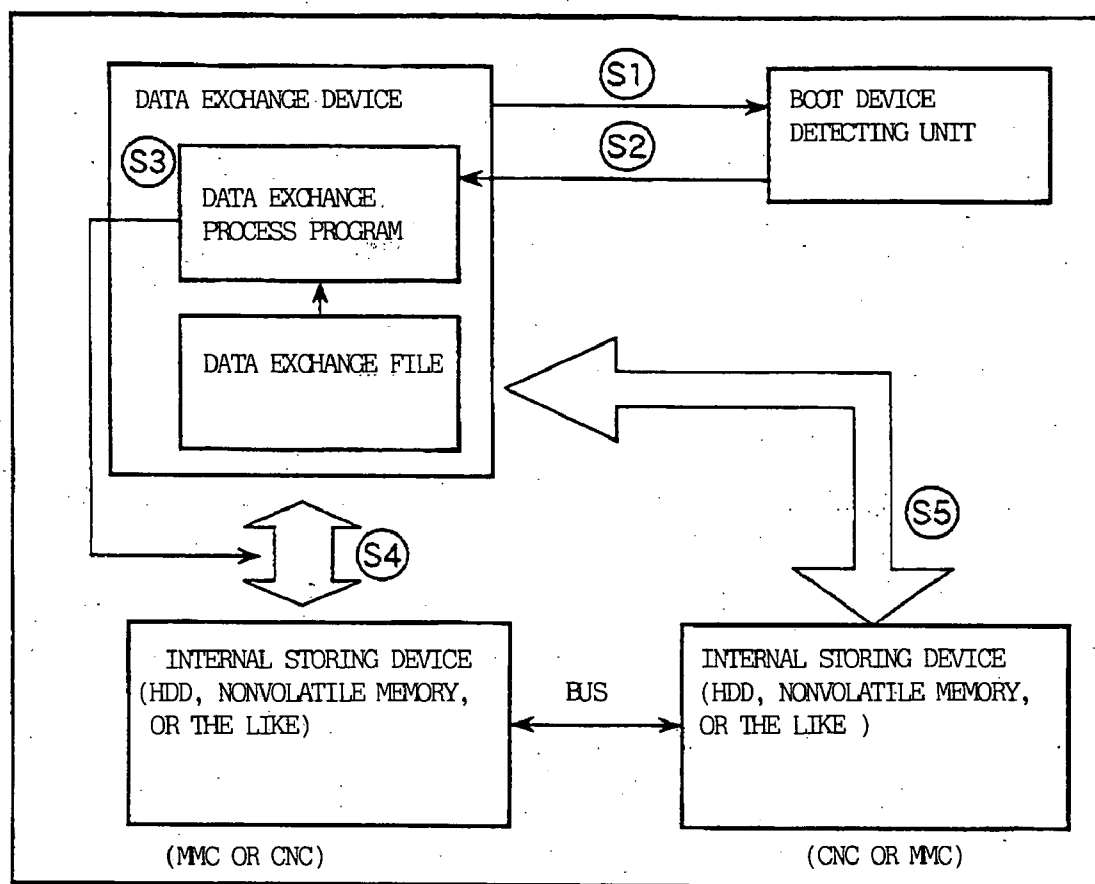 DATA EXCHANGE DEVICE
S1
BOOT DEVICE
DETECTING UNIT
S2
S3
DATA EXCHANGE
PROCESS PROGRAM
DATA EXCHANGE FILE
S4
S5
INTERNAL STORING DEVICE
(HDD, NONVOLATILE MEMORY,
OR THE LIKE)
BUS
INTERNAL STORING DEVICE
(HDD, NONVOLATILE MEMORY,
OR THE LIKE )
(MMC OR CNC)
(CNC OR MMC)